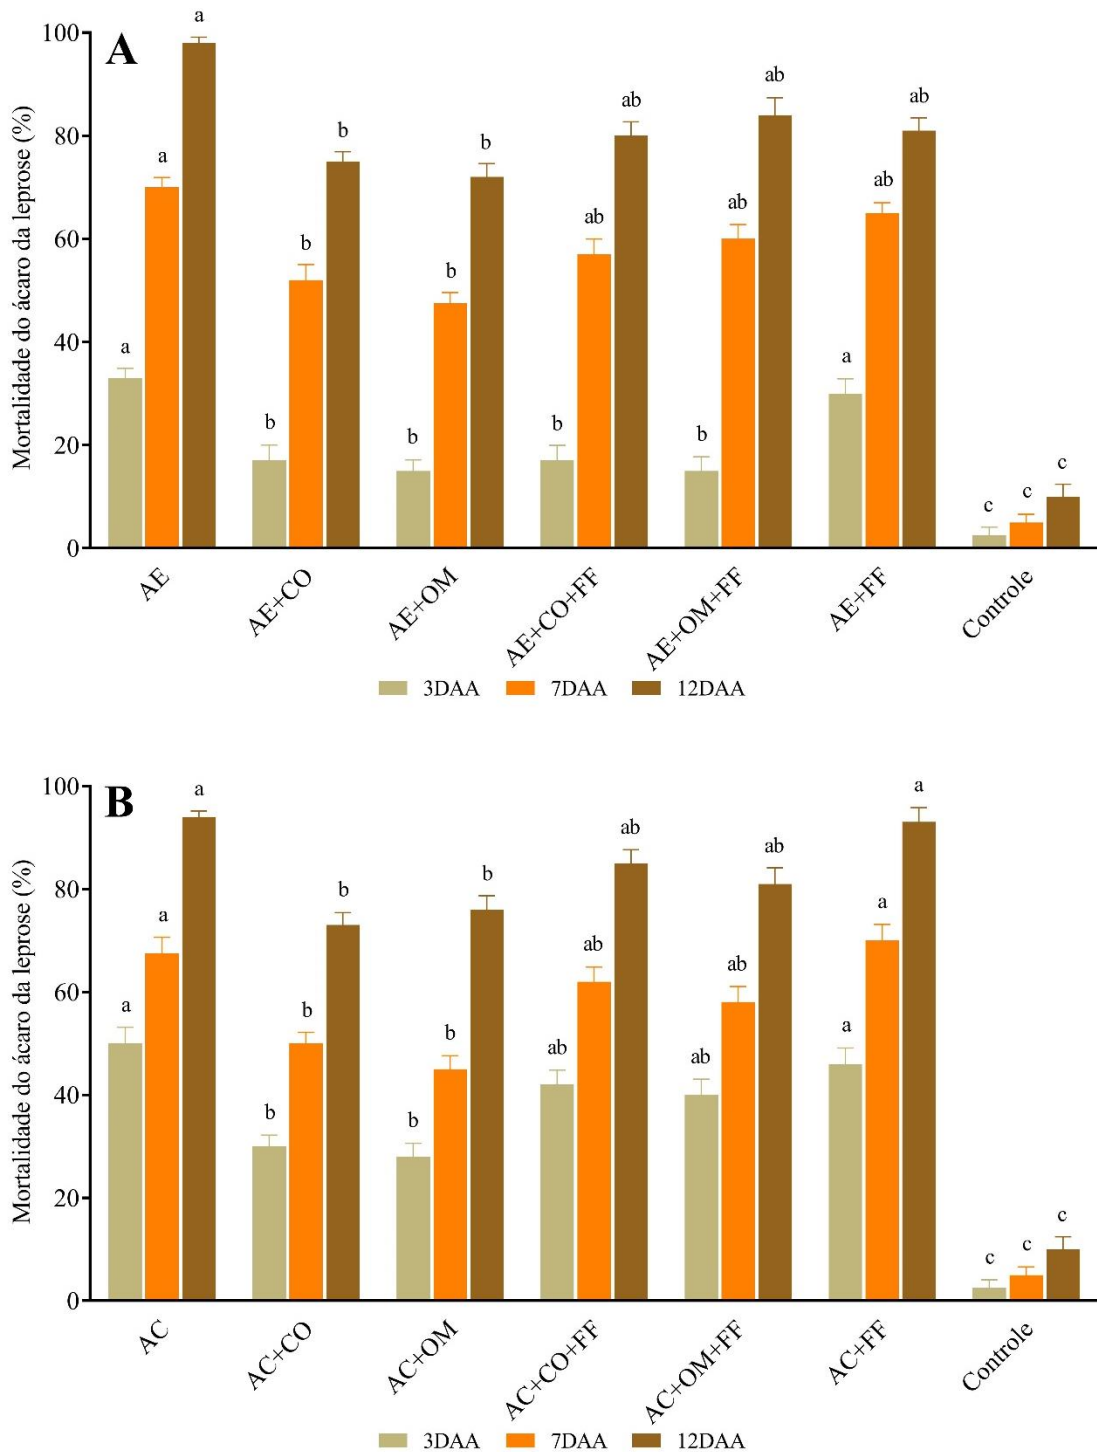 A
Mortalidade do ácaro da leprose (%)
100
80
60
40
20
0
a a a
b b b
b b b
b ab ab
b ab ab
a ab ab
c c c
AE
AE+CO
AE+OM
AE+CO+FF
AE+OM+FF
AE+FF
Controle
3DAA 7DAA 12DAA
B
Mortalidade do ácaro da leprose (%)
100
80
60
40
20
0
a a a
b b b
b b b
ab ab ab
ab ab ab
a a a
c c c
AC
AC+CO
AC+OM
AC+CO+FF
AC+OM+FF
AC+FF
Controle
3DAA 7DAA 12DAA